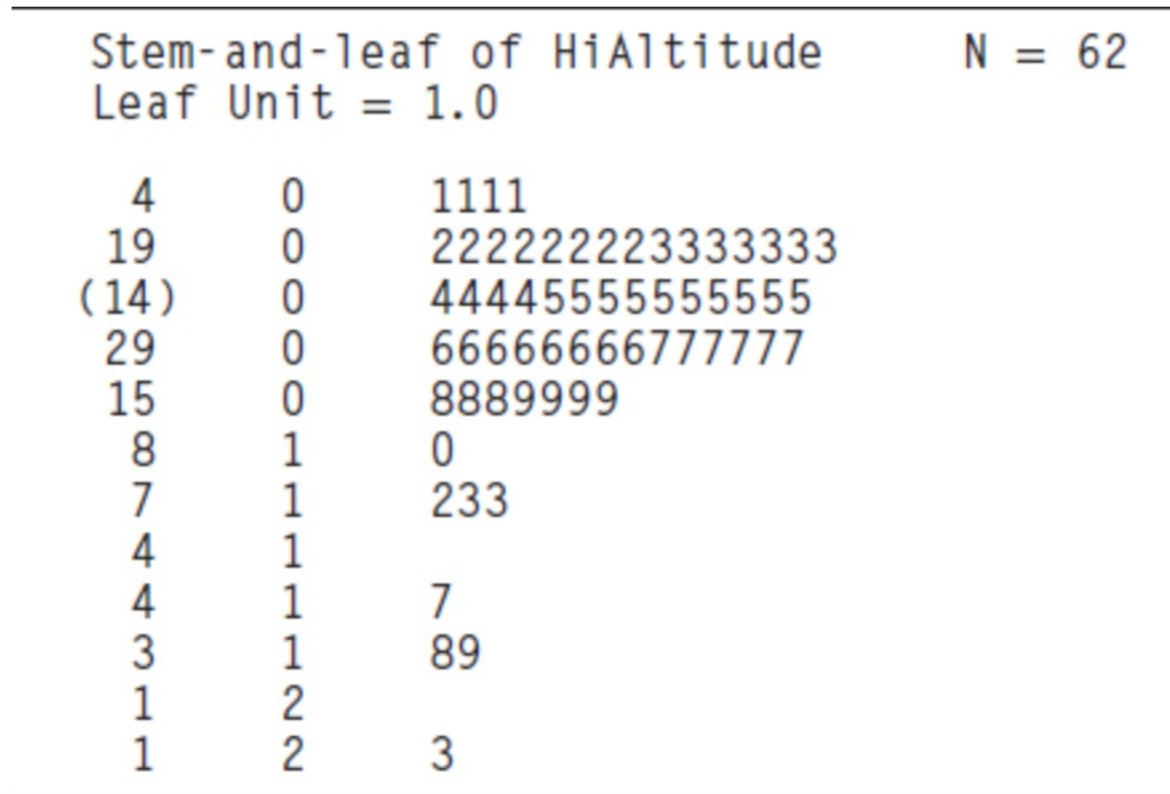 Stem-and-leaf of HiAltitude N = 62
Leaf Unit = 1.0
4 0 1111
19 0 222222223333333
(14) 0 44445555555555
29 0 66666666777777
15 0 8889999
8 1 0
7 1 233
4 1
4 1 7
3 1 89
1 2
1 2 3